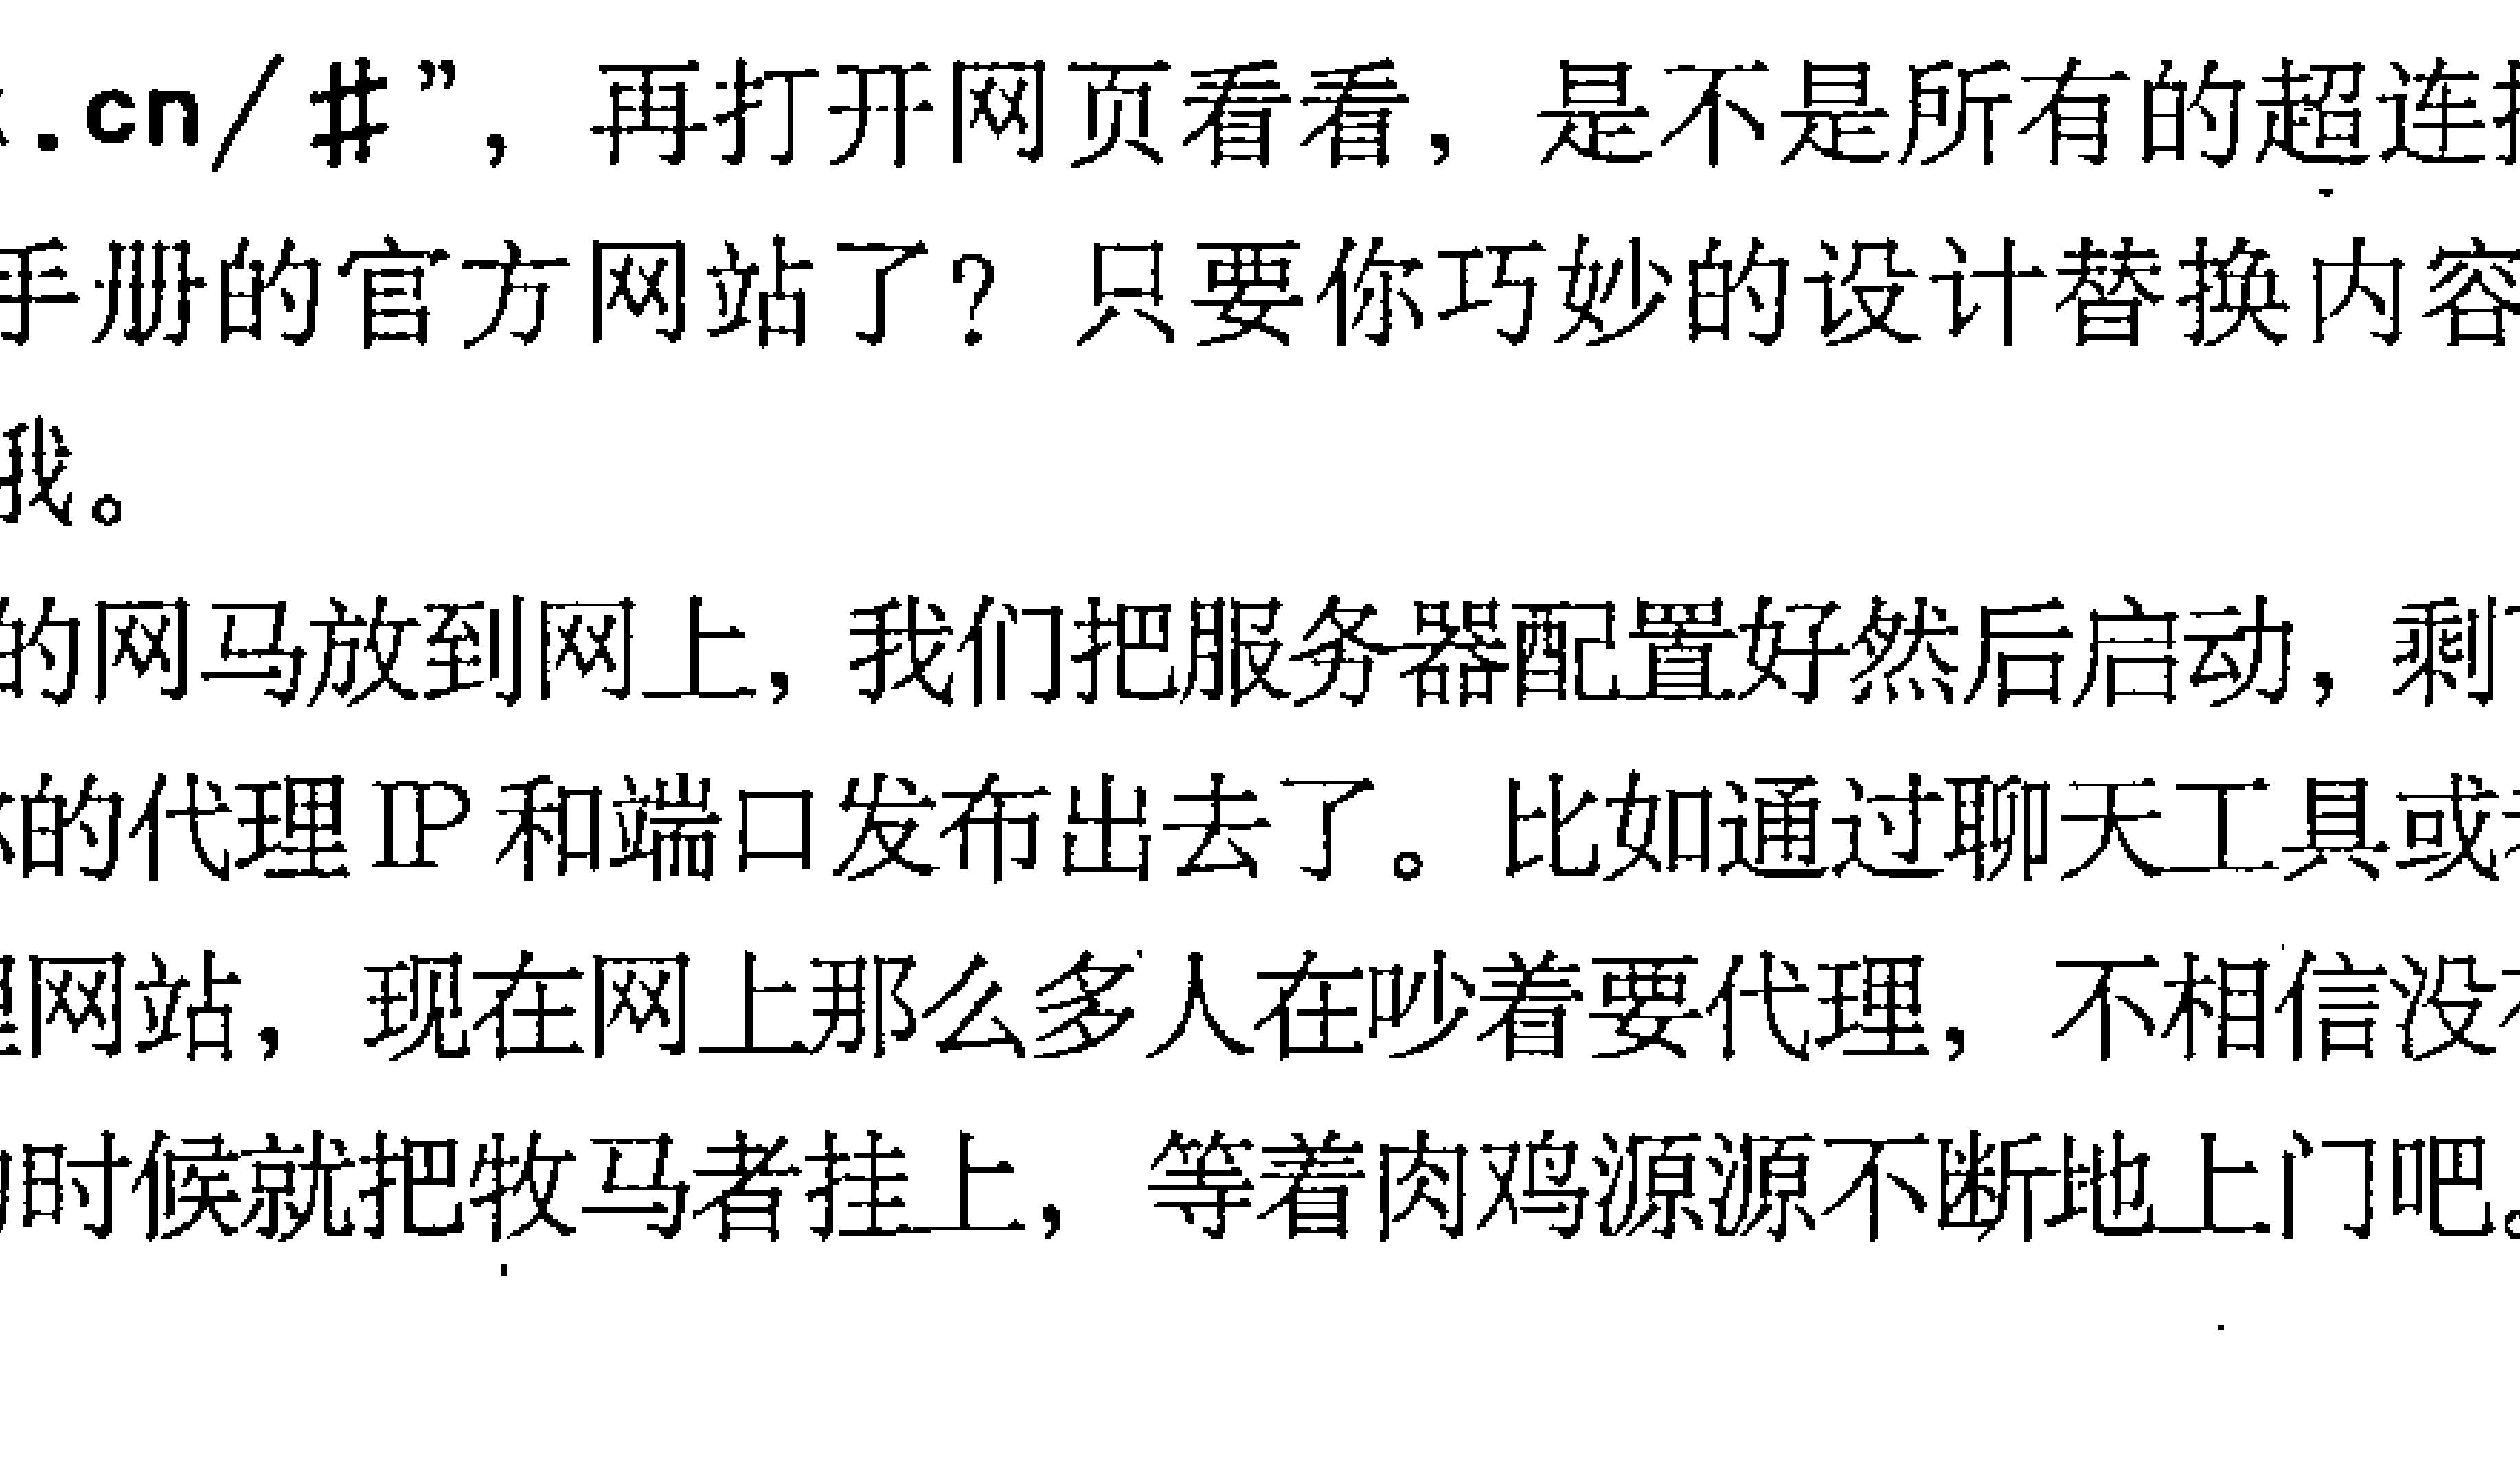 .cn/#”，再打开网页看看，是不是所有的超连
手册的官方网站了？只要你巧妙的设计替换内容
我。
的网马放到网上，我们把服务器配置好然后启动，剩
的代理IP和端口发布出去了。比如通过聊天工具或
网站，现在网上那么多人在吵着要代理，不相信没
时候就把牧马者挂上，等着肉鸡源源不断地上门吧。